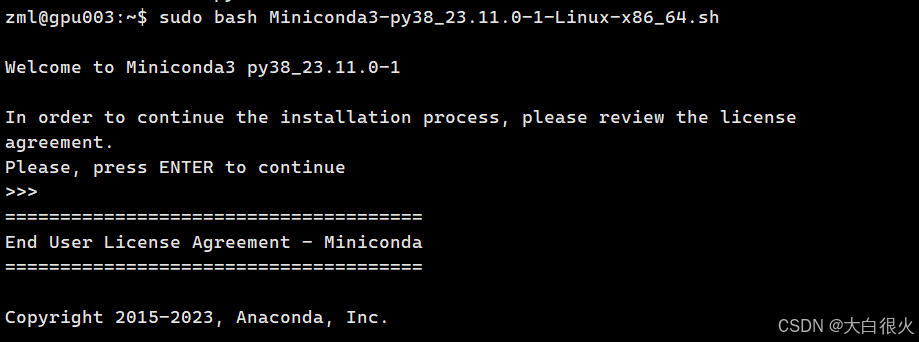 zml@gpu003:~$ sudo bash Miniconda3-py38_23.11.0-1-Linux-x86_64.sh
Welcome to Miniconda3 py38_23.11.0-1
In order to continue the installation process, please review the license
agreement.
Please, press ENTER to continue
>>>
======================================
End User License Agreement - Miniconda
======================================
Copyright 2015-2023, Anaconda, Inc.
CSDN @大白很火